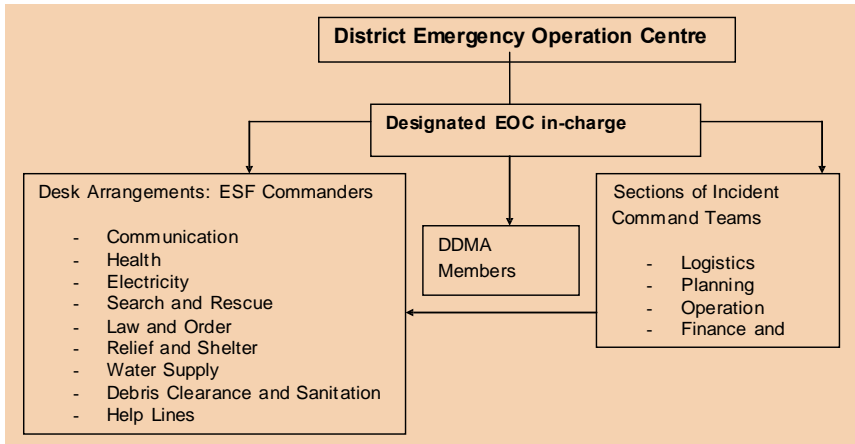 District Emergency Operation Centre
Designated EOC in-charge
Desk Arrangements: ESF Commanders
- Communication
- Health
- Electricity
- Search and Rescue
- Law and Order
- Relief and Shelter
- Water Supply
- Debris Clearance and Sanitation
- Help Lines
DDMA
Members
Sections of Incident
Command Teams
- Logistics
- Planning
- Operation
- Finance and